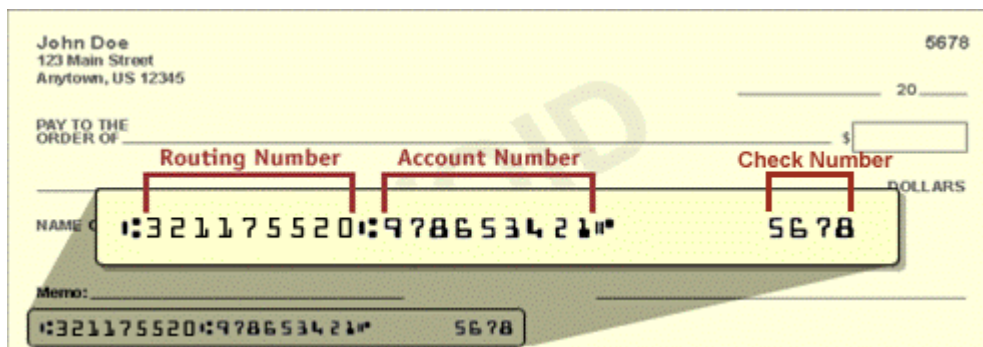 John Doe 5678
123 Main Street
Anytown, US 12345
20
PAY TO THE
ORDER OF $
Routing Number Account Number Check Number
DOLLARS
NAME ⑆321175520⑆978653421⑈ 5678
Memo:
⑆321175520⑆978653421⑈ 5678